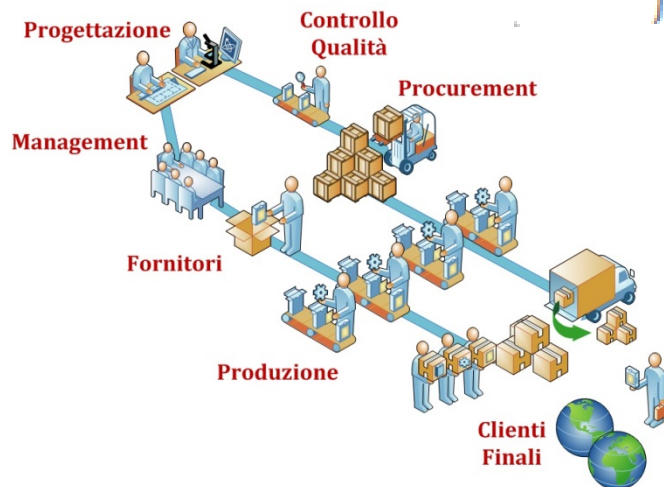 Progettazione
Controllo
Qualità
Procurement
Management
Fornitori
Produzione
Clienti
Finali